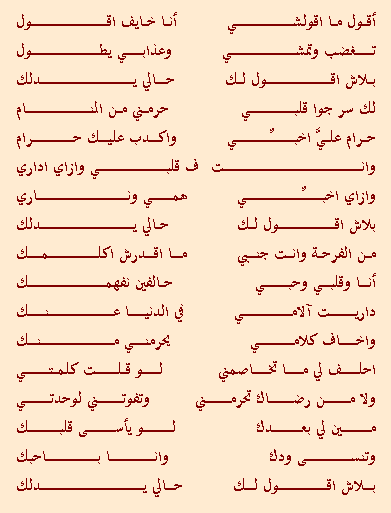 أقول ما اقولشي أنا خايف اقول
تغضب وتمشي وعذابي يطول
بلاش اقول لك حالي يدلك
لك سر جوا قلبي حرمني من المنام
حرام عليَّ اخبي واكدب عليك حرام
وانت ف قلبي وازاي اداري
وازاي اخبي همي وناري
بلاش اقول لك حالي يدلك
من الفرحة وانت جنبي ما اقدرش اكلمك
أنا وقلبي وحبي حالفين نفهمك
داريت آلامي في الدنيا عنك
واخاف كلامي يحرمني منك
احلف لي ما تخاصمني لو قلت كلمتي
ولا من رضاك تحرمني وتفوتني لوحدتي
مين لي بعدك لو يأسى قلبك
وتنسى ودك وانا باحبك
بلاش اقول لك حالي يدلك